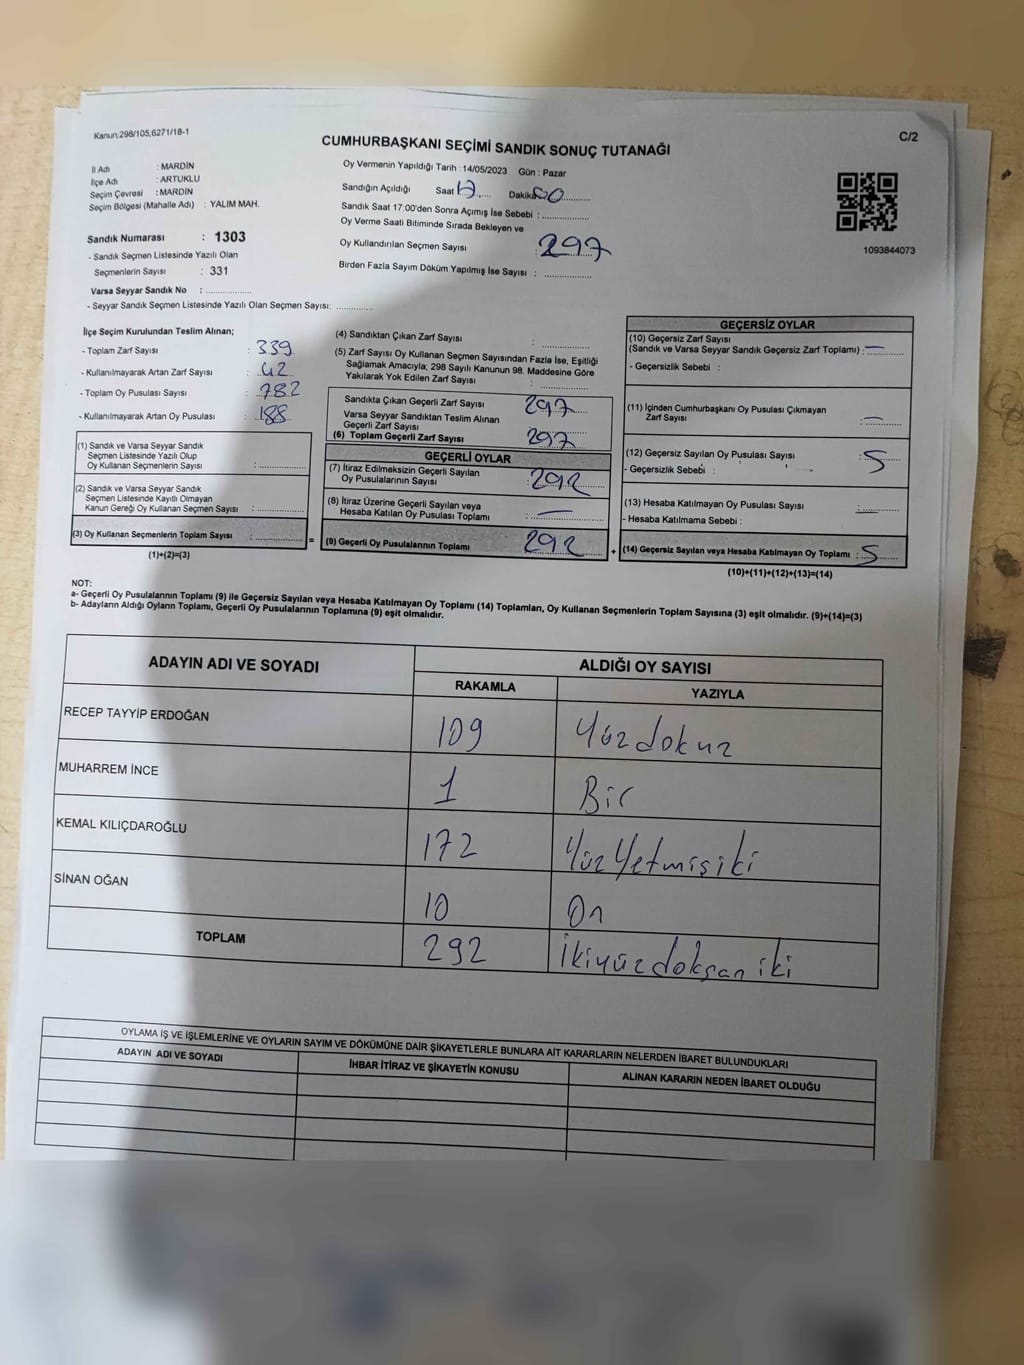 Kanun;298/105,6271/18-1
C/2
CUMHURBAŞKANI SEÇİMİ SANDIK SONUÇ TUTANAĞI
İl Adı : MARDİN
İlçe Adı : ARTUKLU
Seçim Çevresi : MARDİN
Seçim Bölgesi (Mahalle Adı) : YALIM MAH.
Sandık Numarası : 1303
- Sandık Seçmen Listesinde Yazılı Olan
Seçmenlerin Sayısı : 331
Varsa Seyyar Sandık No : ..............
- Seyyar Sandık Seçmen Listesinde Yazılı Olan Seçmen Sayısı: ............
Oy Vermenin Yapıldığı Tarih : 14/05/2023 Gün : Pazar
Sandığın Açıldığı Saat 17 Dakika
Sandık Saat 17:00'den Sonra Açımış İse Sebebi : ..............
Oy Verme Saati Bitiminde Sırada Bekleyen ve
Oy Kullandırılan Seçmen Sayısı : 297
Birden Fazla Sayım Döküm Yapılmış İse Sayısı : ..............
1093844073
İlçe Seçim Kurulundan Teslim Alınan;
- Toplam Zarf Sayısı : 339
- Kullanılmayarak Artan Zarf Sayısı : 42
- Toplam Oy Pusulası Sayısı : 782
- Kullanılmayarak Artan Oy Pusulası : 188
(1) Sandık ve Varsa Seyyar Sandık
Seçmen Listesinde Yazılı Olup
Oy Kullanan Seçmenlerin Sayısı : ..............
(2) Sandık ve Varsa Seyyar Sandık
Seçmen Listesinde Kayıtlı Olmayan
Kanun Gereği Oy Kullanan Seçmen Sayısı : ..............
(3) Oy Kullanan Seçmenlerin Toplam Sayısı : .............. =
(1)+(2)=(3)
(4) Sandıktan Çıkan Zarf Sayısı : ..............
(5) Zarf Sayısı Oy Kullanan Seçmen Sayısından Fazla İse, Eşitliği
Sağlamak Amacıyla; 298 Sayılı Kanunun 98. Maddesine Göre
Yakılarak Yok Edilen Zarf Sayısı : ..............
Sandıkta Çıkan Geçerli Zarf Sayısı 297
Varsa Seyyar Sandıktan Teslim Alınan
Geçerli Zarf Sayısı
(6) Toplam Geçerli Zarf Sayısı 297
GEÇERLİ OYLAR
(7) İtiraz Edilmeksizin Geçerli Sayılan
Oy Pusulalarının Sayısı : 292
(8) İtiraz Üzerine Geçerli Sayılan veya
Hesaba Katılan Oy Pusulası Toplamı : —
(9) Geçerli Oy Pusulalarının Toplamı 292 +
GEÇERSİZ OYLAR
(10) Geçersiz Zarf Sayısı
(Sandık ve Varsa Seyyar Sandık Geçersiz Zarf Toplamı) : —
- Geçersizlik Sebebi :
(11) İçinden Cumhurbaşkanı Oy Pusulası Çıkmayan
Zarf Sayısı : —
(12) Geçersiz Sayılan Oy Pusulası Sayısı : 5
- Geçersizlik Sebebi :
(13) Hesaba Katılmayan Oy Pusulası Sayısı : —
- Hesaba Katılmama Sebebi :
(14) Geçersiz Sayılan veya Hesaba Katılmayan Oy Toplamı : 5
(10)+(11)+(12)+(13)=(14)
NOT:
a- Geçerli Oy Pusulalarının Toplamı (9) ile Geçersiz Sayılan veya Hesaba Katılmayan Oy Toplamı (14) Toplamları, Oy Kullanan Seçmenlerin Toplam Sayısına (3) eşit olmalıdır. (9)+(14)=(3)
b- Adayların Aldığı Oyların Toplamı, Geçerli Oy Pusulalarının Toplamına (9) eşit olmalıdır.
ADAYIN ADI VE SOYADI ALDIĞI OY SAYISI
RAKAMLA YAZIYLA
RECEP TAYYİP ERDOĞAN 109 Yüzdokuz
MUHARREM İNCE 1 Bir
KEMAL KILIÇDAROĞLU 172 YüzYetmişiki
SİNAN OĞAN 10 On
TOPLAM 292 İkiyüzdoksaniki
OYLAMA İŞ VE İŞLEMLERİNE VE OYLARIN SAYIM VE DÖKÜMÜNE DAİR ŞİKAYETLERLE BUNLARA AİT KARARLARIN NELERDEN İBARET BULUNDUKLARI
ADAYIN ADI VE SOYADI İHBAR İTİRAZ VE ŞİKAYETİN KONUSU ALINAN KARARIN NEDEN İBARET OLDUĞU